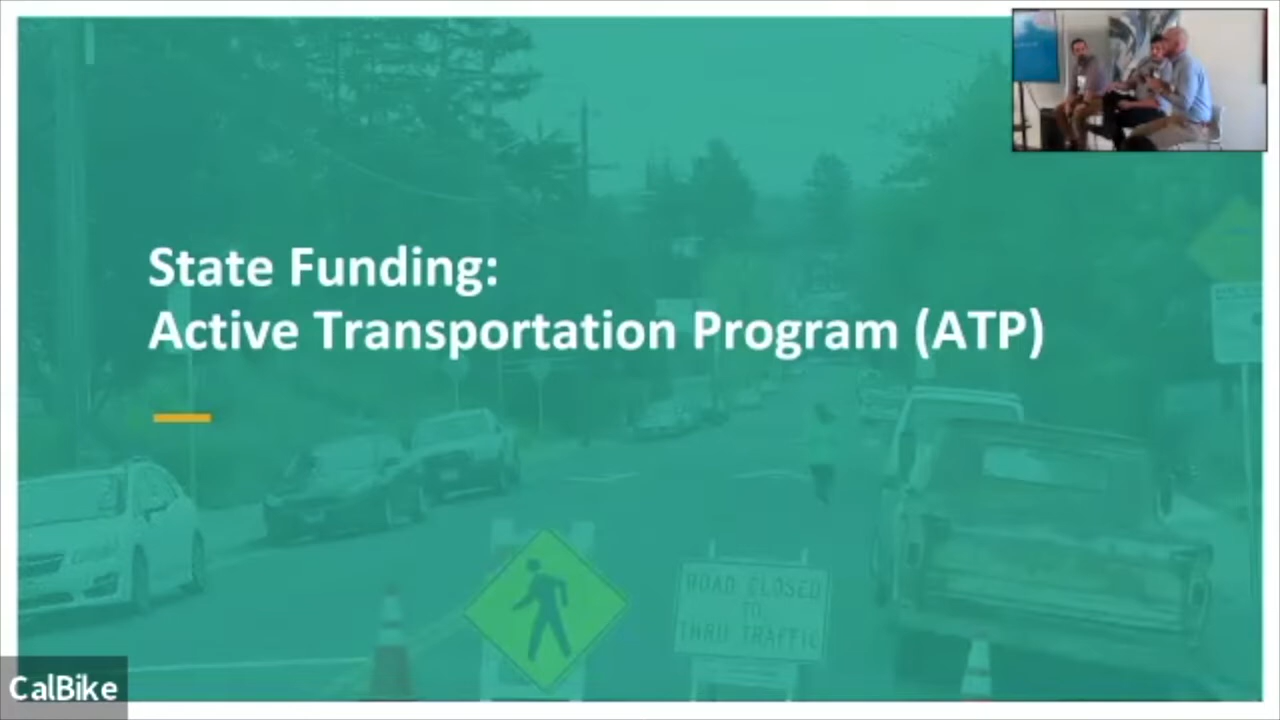 State Funding:
Active Transportation Program (ATP)
ROAD CLOSED
TO
THRU TRAFFIC
CalBike